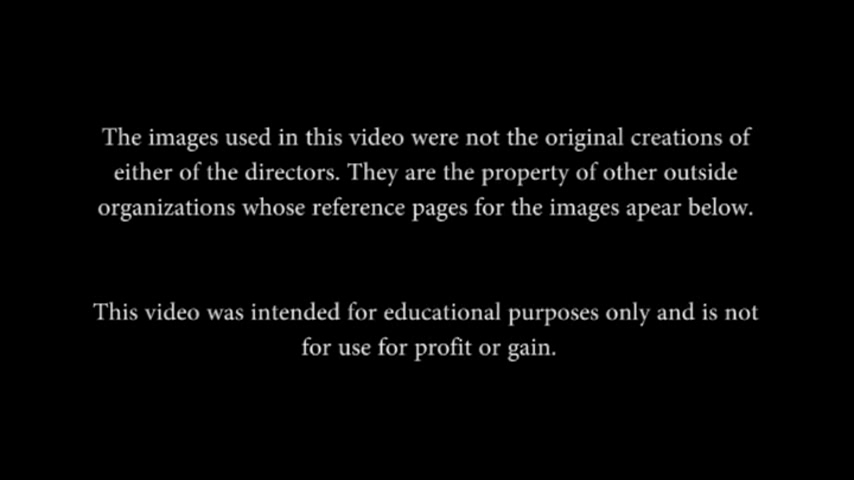 The images used in this video were not the original creations of
either of the directors. They are the property of other outside
organizations whose reference pages for the images apear below.
This video was intended for educational purposes only and is not
for use for profit or gain.